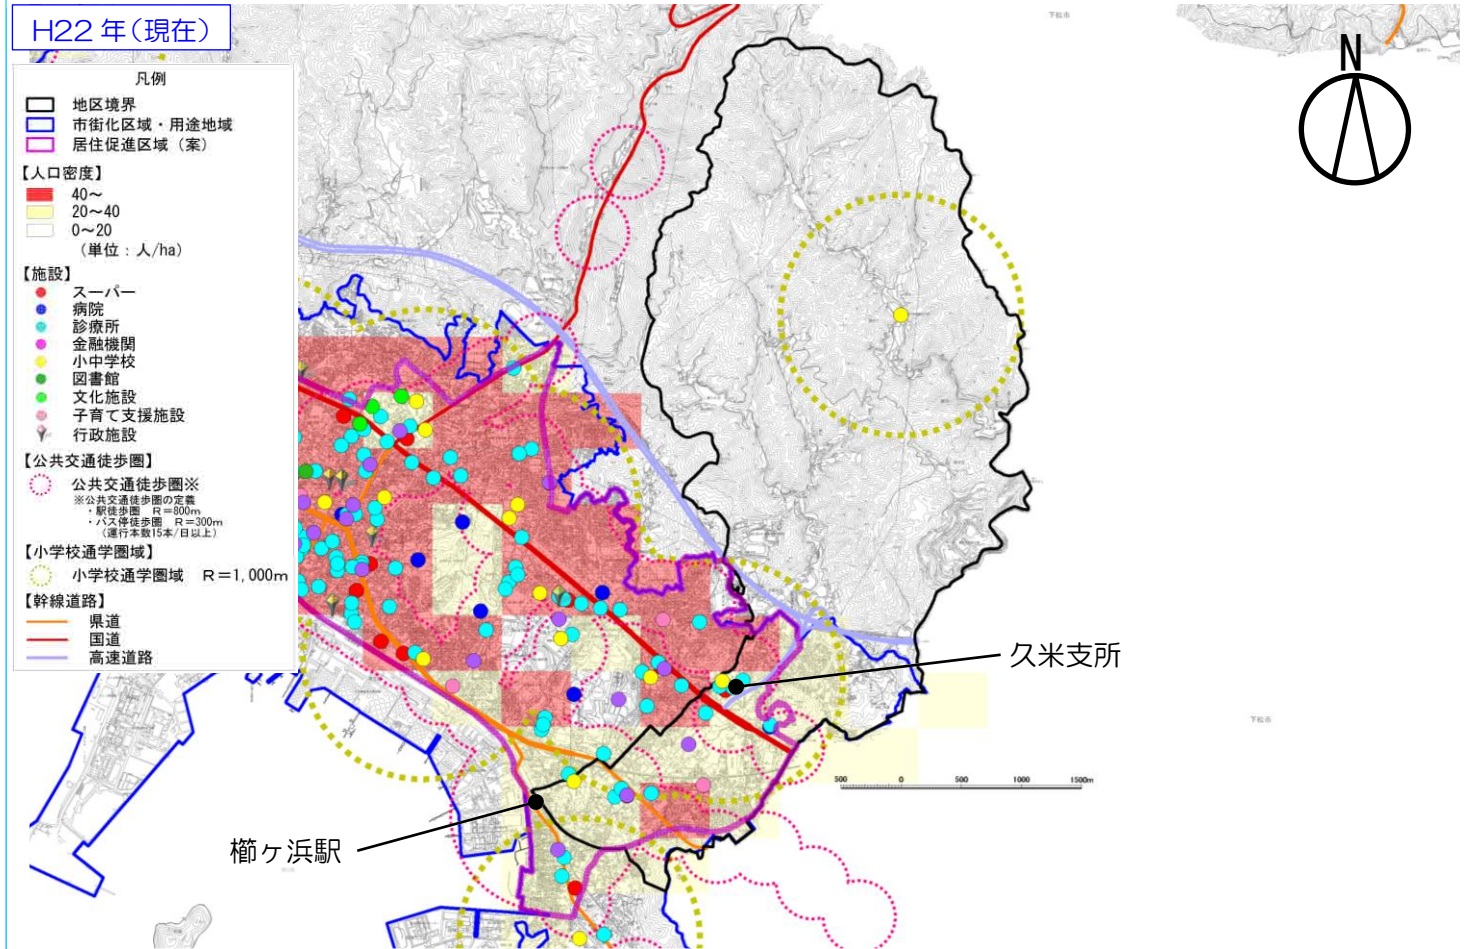 H22年(現在)
下松市
N
凡例
地区境界
市街化区域・用途地域
居住促進区域（案）
【人口密度】
40～
20～40
0～20
（単位：人/ha）
【施設】
スーパー
病院
診療所
金融機関
小中学校
図書館
文化施設
子育て支援施設
行政施設
【公共交通徒歩圏】
公共交通徒歩圏※
※公共交通徒歩圏の定義
・駅徒歩圏 R=800m
・バス停徒歩圏 R=300m
（運行本数15本/日以上）
【小学校通学圏域】
小学校通学圏域 R=1,000m
【幹線道路】
県道
国道
高速道路
久米支所
下松市
500 0 500 1000 1500m
櫛ヶ浜駅